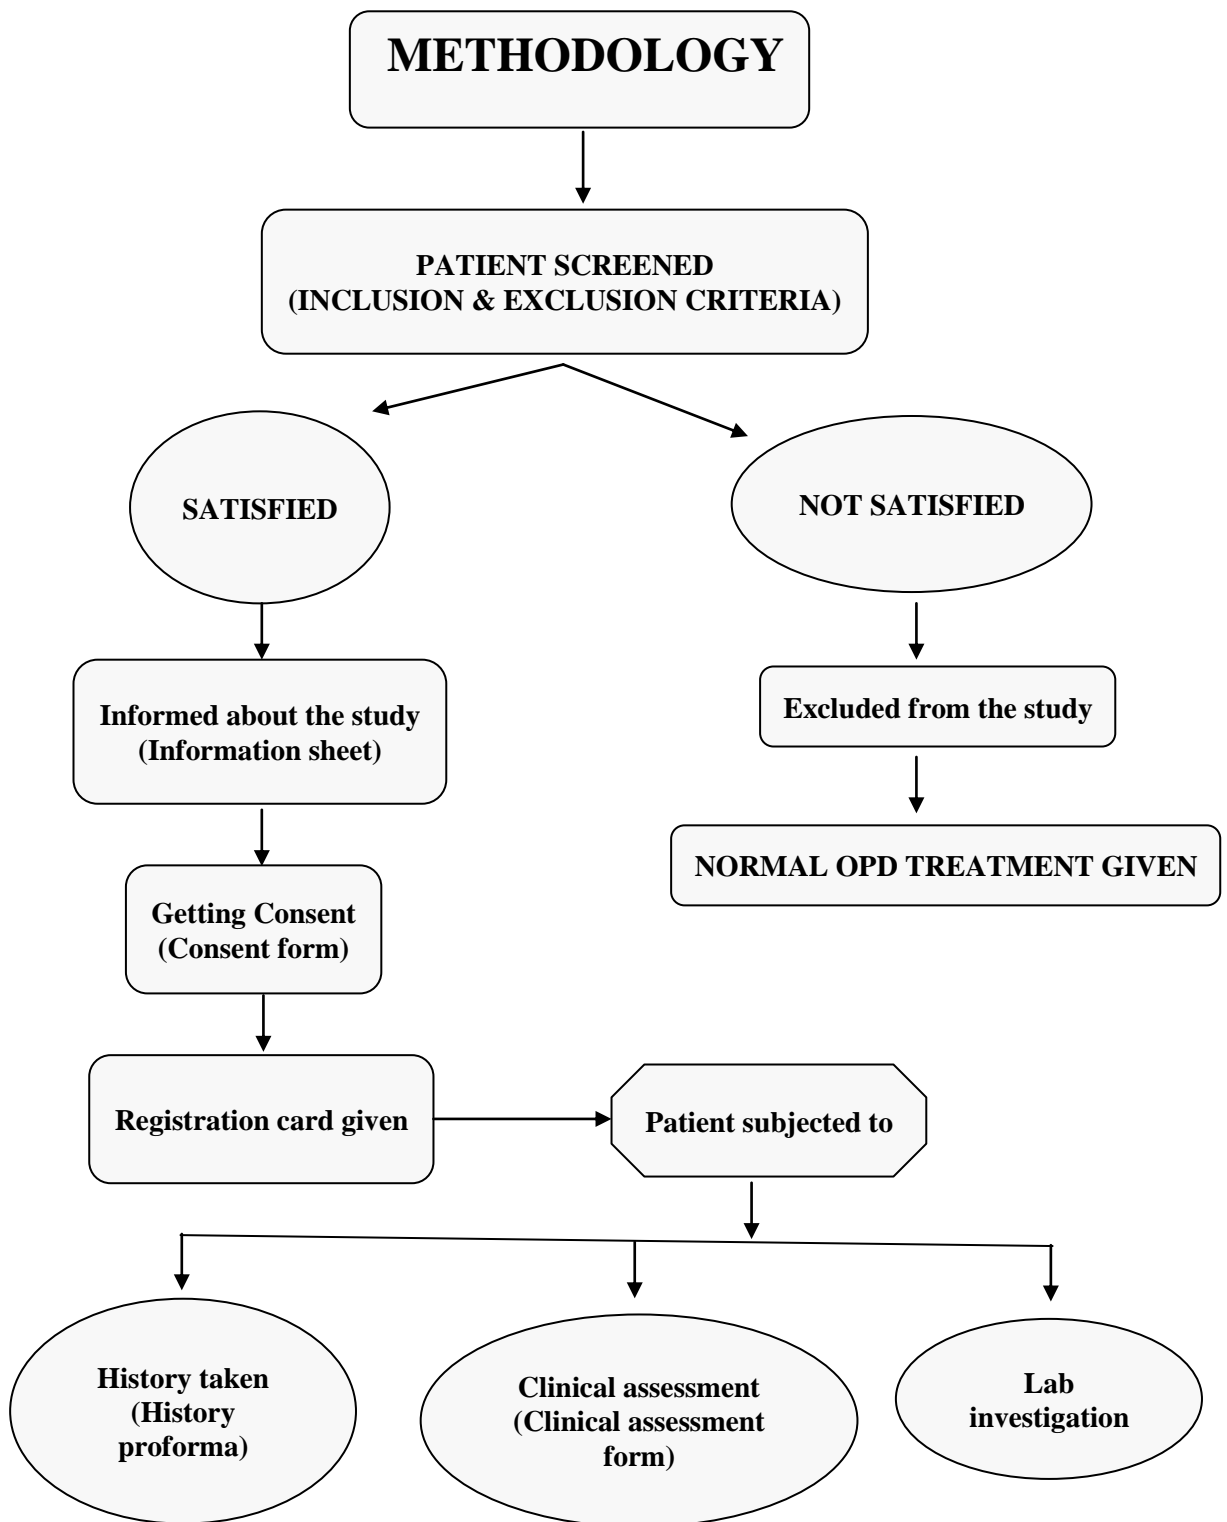 METHODOLOGY
PATIENT SCREENED
(INCLUSION & EXCLUSION CRITERIA)
SATISFIED
NOT SATISFIED
Informed about the study
(Information sheet)
Excluded from the study
NORMAL OPD TREATMENT GIVEN
Getting Consent
(Consent form)
Registration card given
Patient subjected to
History taken
(History
proforma)
Clinical assessment
(Clinical assessment
form)
Lab
investigation